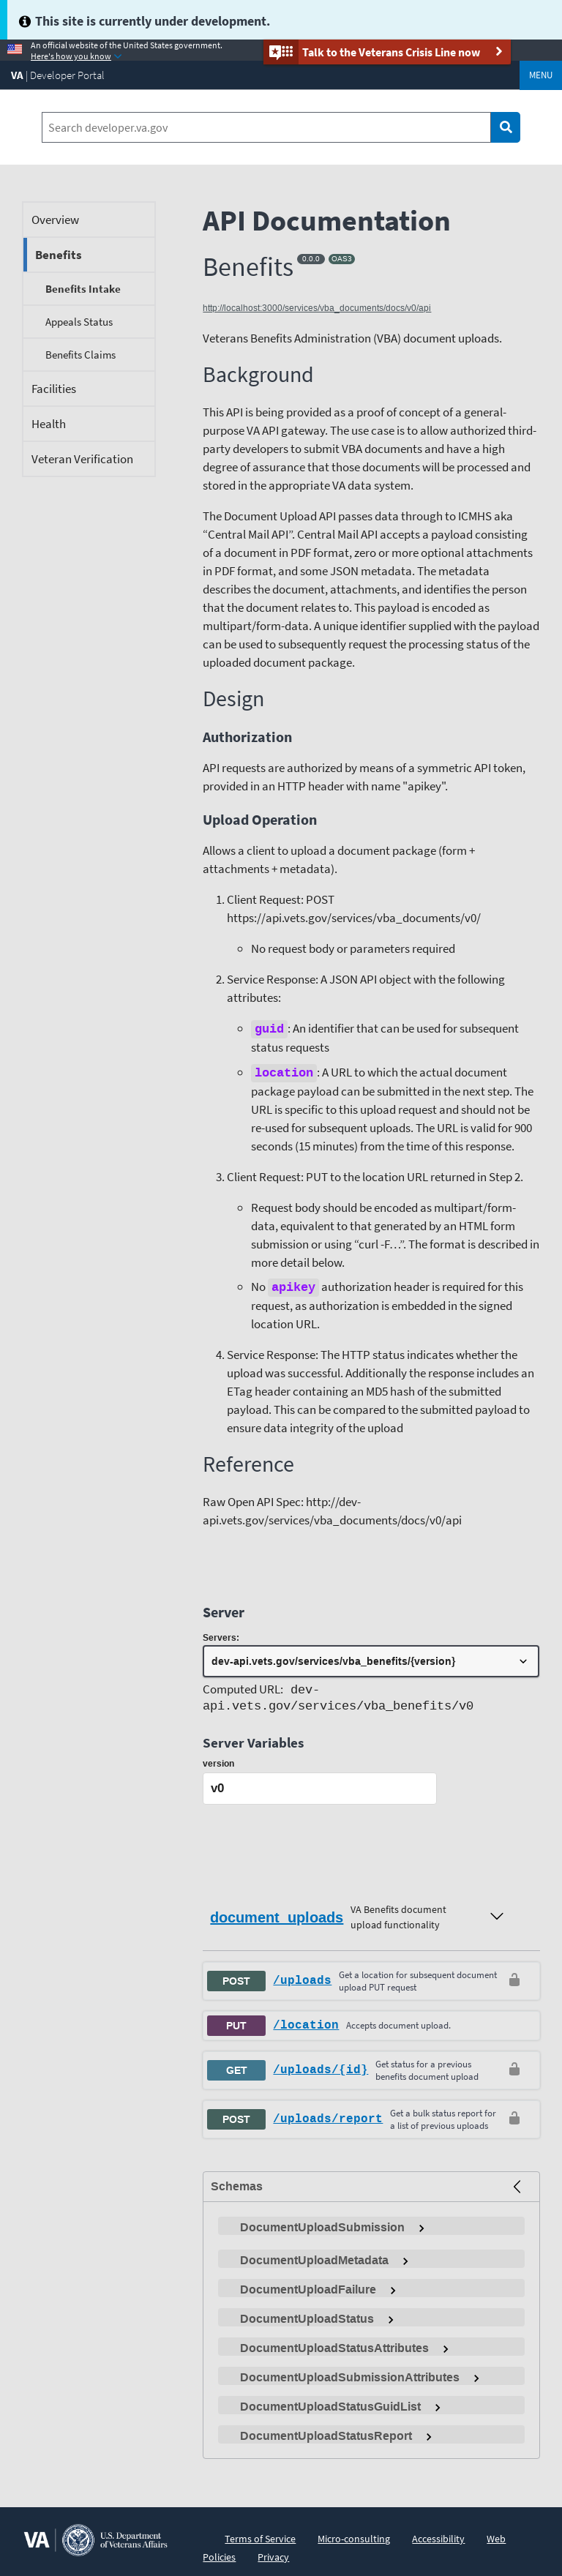 This site is currently under development.
An official website of the United States government.
Here's how you know
Talk to the Veterans Crisis Line now
VA | Developer Portal
MENU
Search developer.va.gov
Overview
Benefits
Benefits Intake
Appeals Status
Benefits Claims
Facilities
Health
Veteran Verification
API Documentation
Benefits 0.0.0 OAS3
http://localhost:3000/services/vba_documents/docs/v0/api
Veterans Benefits Administration (VBA) document uploads.
Background
This API is being provided as a proof of concept of a general-
purpose VA API gateway. The use case is to allow authorized third-
party developers to submit VBA documents and have a high
degree of assurance that those documents will be processed and
stored in the appropriate VA data system.
The Document Upload API passes data through to ICMHS aka
“Central Mail API”. Central Mail API accepts a payload consisting
of a document in PDF format, zero or more optional attachments
in PDF format, and some JSON metadata. The metadata
describes the document, attachments, and identifies the person
that the document relates to. This payload is encoded as
multipart/form-data. A unique identifier supplied with the payload
can be used to subsequently request the processing status of the
uploaded document package.
Design
Authorization
API requests are authorized by means of a symmetric API token,
provided in an HTTP header with name "apikey".
Upload Operation
Allows a client to upload a document package (form +
attachments + metadata).
1. Client Request: POST
https://api.vets.gov/services/vba_documents/v0/
No request body or parameters required
2. Service Response: A JSON API object with the following
attributes:
guid : An identifier that can be used for subsequent
status requests
location : A URL to which the actual document
package payload can be submitted in the next step. The
URL is specific to this upload request and should not be
re-used for subsequent uploads. The URL is valid for 900
seconds (15 minutes) from the time of this response.
3. Client Request: PUT to the location URL returned in Step 2.
Request body should be encoded as multipart/form-
data, equivalent to that generated by an HTML form
submission or using “curl -F…”. The format is described in
more detail below.
No apikey authorization header is required for this
request, as authorization is embedded in the signed
location URL.
4. Service Response: The HTTP status indicates whether the
upload was successful. Additionally the response includes an
ETag header containing an MD5 hash of the submitted
payload. This can be compared to the submitted payload to
ensure data integrity of the upload
Reference
Raw Open API Spec: http://dev-
api.vets.gov/services/vba_documents/docs/v0/api
Server
Servers:
dev-api.vets.gov/services/vba_benefits/{version}
Computed URL: dev-
api.vets.gov/services/vba_benefits/v0
Server Variables
version
v0
document_uploads VA Benefits document
upload functionality
POST /uploads Get a location for subsequent document
upload PUT request
PUT /location Accepts document upload.
GET /uploads/{id} Get status for a previous
benefits document upload
POST /uploads/report Get a bulk status report for
a list of previous uploads
Schemas
DocumentUploadSubmission
DocumentUploadMetadata
DocumentUploadFailure
DocumentUploadStatus
DocumentUploadStatusAttributes
DocumentUploadSubmissionAttributes
DocumentUploadStatusGuidList
DocumentUploadStatusReport
VA
U.S. Department
of Veterans Affairs
Terms of Service Micro-consulting Accessibility Web
Policies Privacy